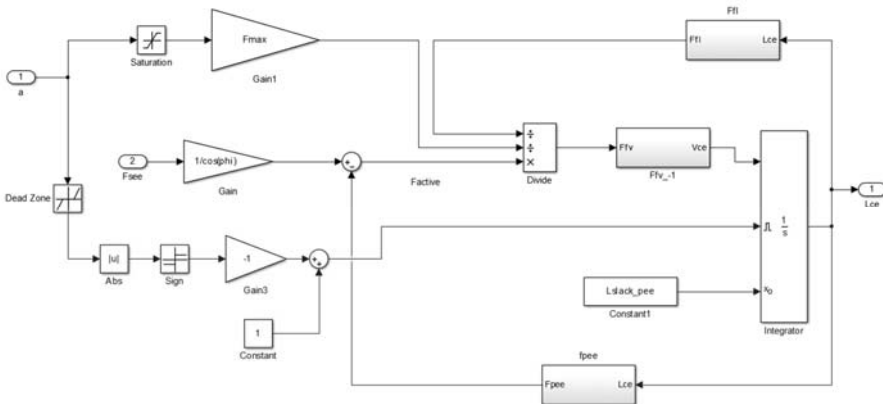 Ffl
Ffl Lce
Saturation
Fmax
Gain1
1
a
÷
÷
×
Divide
Ffv Vce
Ffv_-1
2
Fsee
1/cos(phi)
Gain
+
-
Factive
1
Lce
Dead Zone
1
s
xo
Integrator
|u|
Abs
Sign
-1
Gain3
+
+
Lslack_pee
Constant1
1
Constant
fpee
Fpee Lce